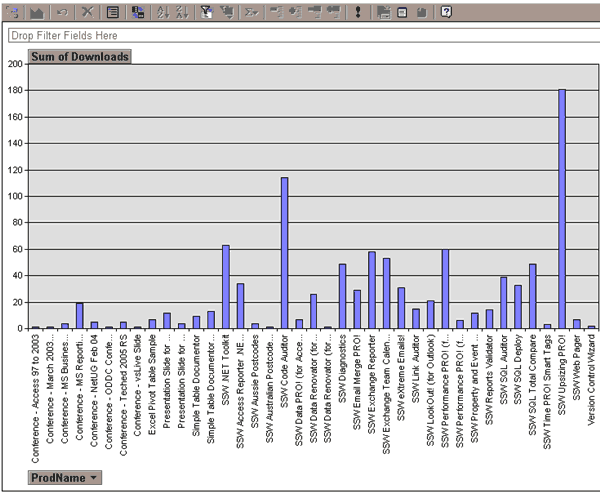 Drop Filter Fields Here
Sum of Downloads
200
180
160
140
120
100
80
60
40
20
0
Conference - Access 97 to 2003
Conference - March 2003...
Conference - MS Busines...
Conference - MS Reporti...
Conference - NetUG Feb 04
Conference - ODDC Conte...
Conference - Teched 2005 RS
Conference - vsLive Slide
Excel Pivot Table Sample
Presentation Slide for ...
Presentation Slide for ...
Simple Table Documentor
Simple Table Documentor...
SSW .NET Toolkit
SSW Access Reporter .NE...
SSW Aussie Postcodes
SSW Australian Postcode...
SSW Code Auditor
SSW Data PRO! (for Acce...
SSW Data Renovator (for...
SSW Data Renovator (for...
SSW Diagnostics
SSW Email Merge PRO!
SSW Exchange Reporter
SSW Exchange Team Calen...
SSW eXtreme Emails!
SSW Link Auditor
SSW LookOut! (for Outlook)
SSW Performance PRO! (f...
SSW Performance PRO! (f...
SSW Property and Event ...
SSW Reports Validator
SSW SQL Auditor
SSW SQL Deploy
SSW SQL Total Compare
SSW Time PRO! Smart Tags
SSW Upsizing PRO!
SSW Web Pager
Version Control Wizard
ProdName